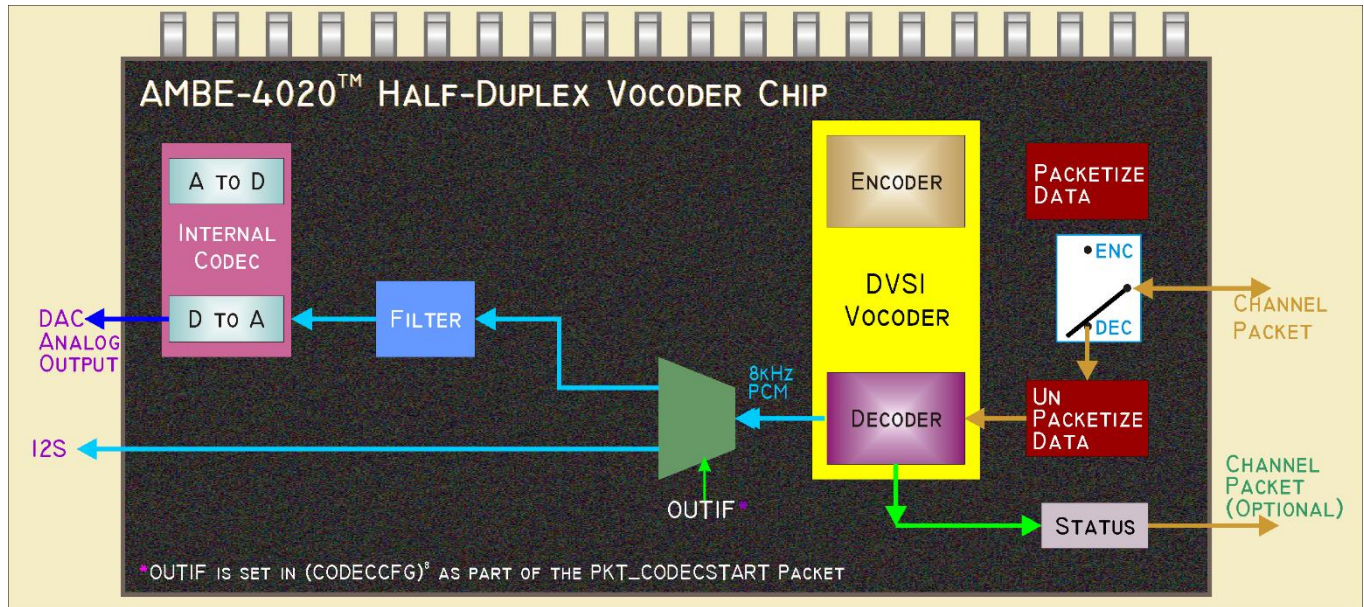 AMBE-4020™ HALF-DUPLEX VOCODER CHIP
A TO D
INTERNAL
CODEC
D TO A
DAC
ANALOG
OUTPUT
I2S
FILTER
8KHZ
PCM
OUTIF*
ENCODER
DVSI
VOCODER
DECODER
PACKETIZE
DATA
ENC
DEC
CHANNEL
PACKET
UN
PACKETIZE
DATA
STATUS
CHANNEL
PACKET
(OPTIONAL)
*OUTIF IS SET IN (CODECCFG)⁸ AS PART OF THE PKT_CODECSTART PACKET